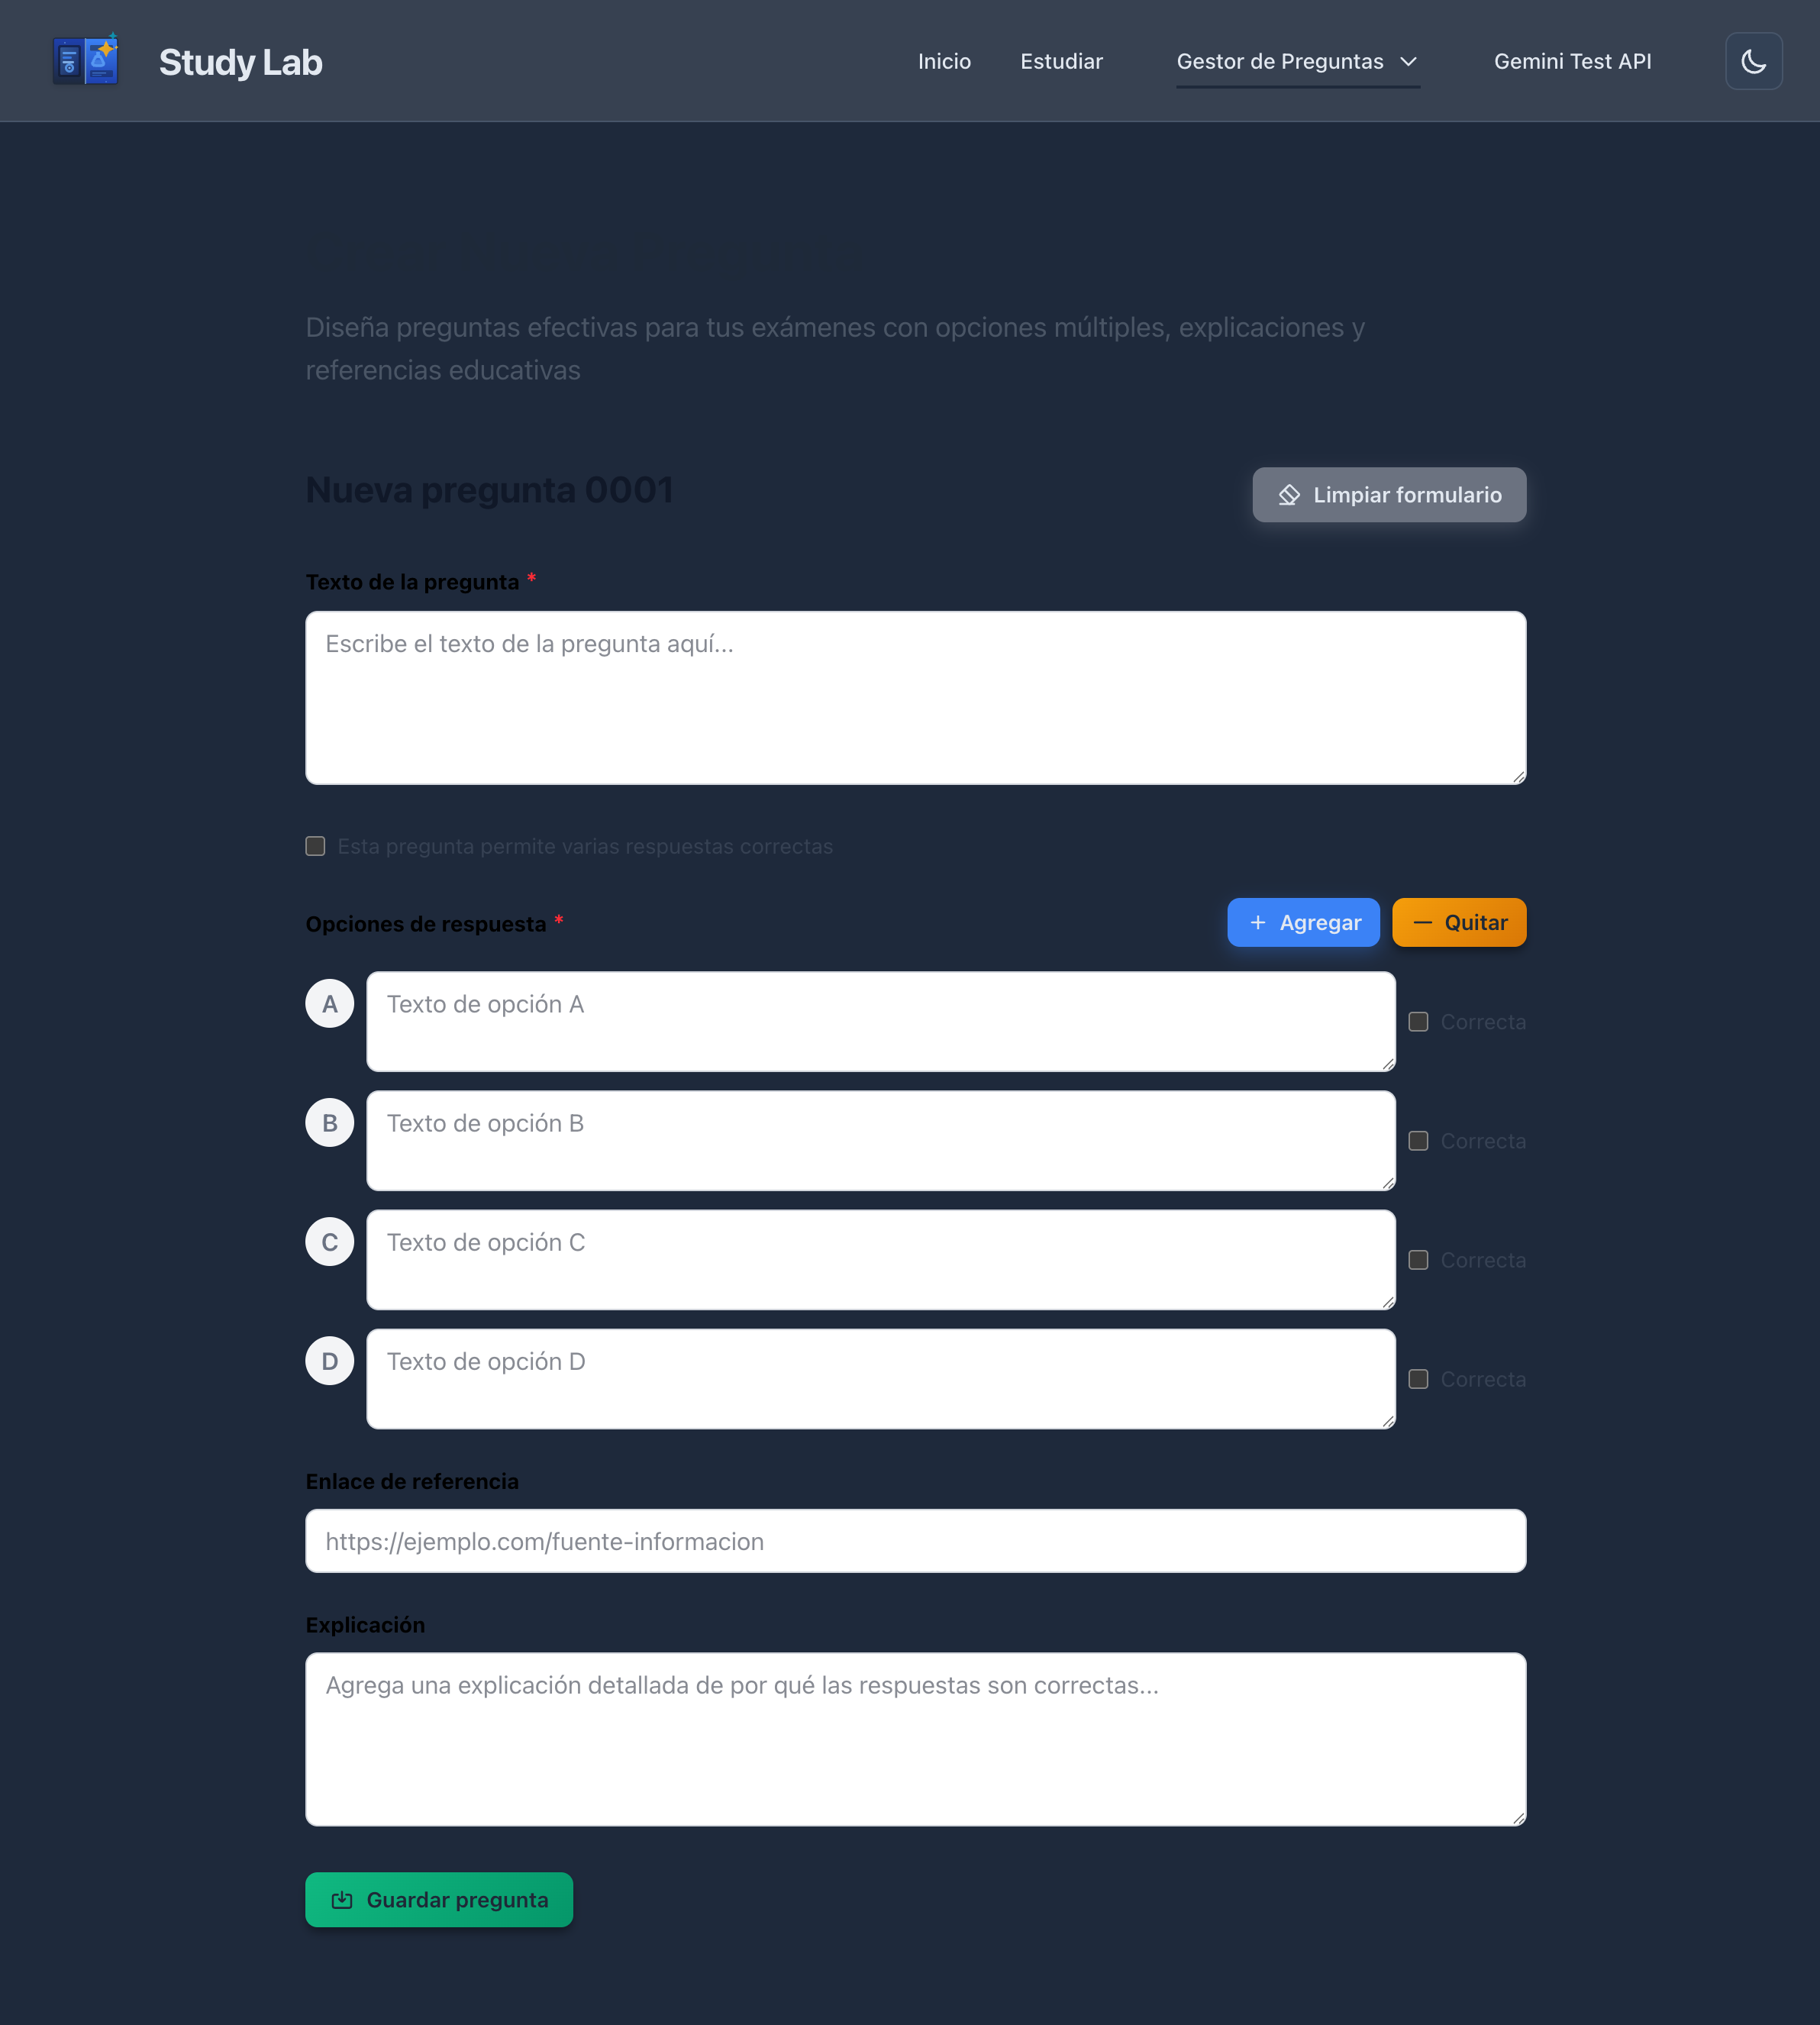 Study Lab
Inicio
Estudiar
Gestor de Preguntas
Gemini Test API
Diseña preguntas efectivas para tus exámenes con opciones múltiples, explicaciones y
referencias educativas
Nueva pregunta 0001
Limpiar formulario
Texto de la pregunta *
Escribe el texto de la pregunta aquí...
Esta pregunta permite varias respuestas correctas
Opciones de respuesta *
+ Agregar
— Quitar
A
Texto de opción A
Correcta
B
Texto de opción B
Correcta
C
Texto de opción C
Correcta
D
Texto de opción D
Correcta
Enlace de referencia
https://ejemplo.com/fuente-informacion
Explicación
Agrega una explicación detallada de por qué las respuestas son correctas...
Guardar pregunta